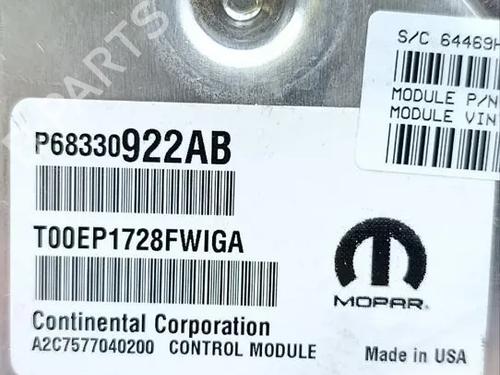 S/C 64469H
MODULE P/N
MODULE VIN
P68330922AB
T00EP1728FWIGA
MOPAR
Continental Corporation
A2C7577040200 CONTROL MODULE
Made in USA